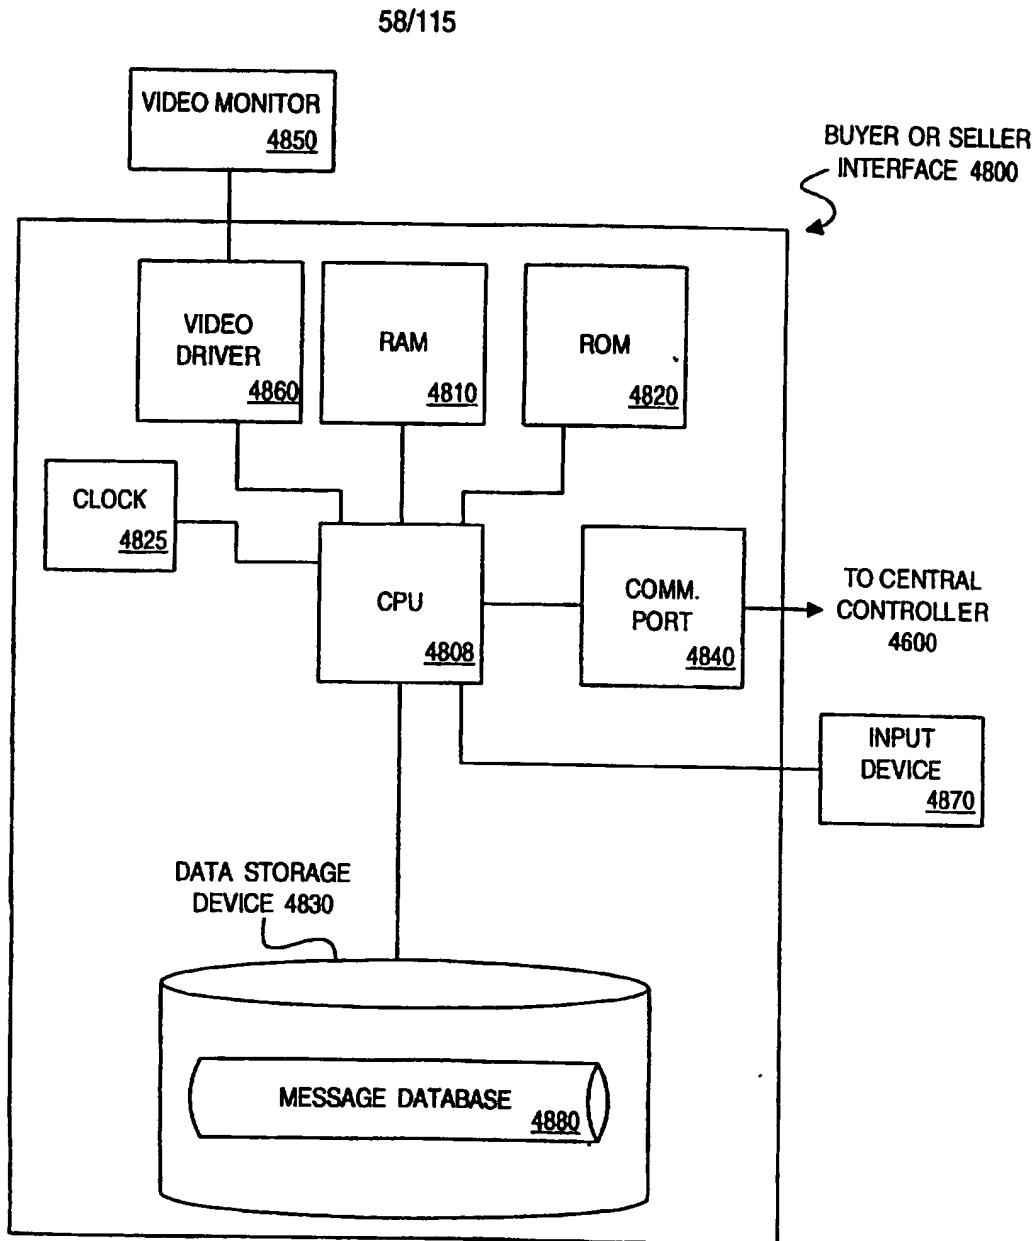 58/115
VIDEO MONITOR
4850
BUYER OR SELLER
INTERFACE 4800
VIDEO
DRIVER
4860
RAM
4810
ROM
4820
CLOCK
4825
CPU
4808
COMM.
PORT
4840
TO CENTRAL
CONTROLLER
4600
INPUT
DEVICE
4870
DATA STORAGE
DEVICE 4830
MESSAGE DATABASE
4880